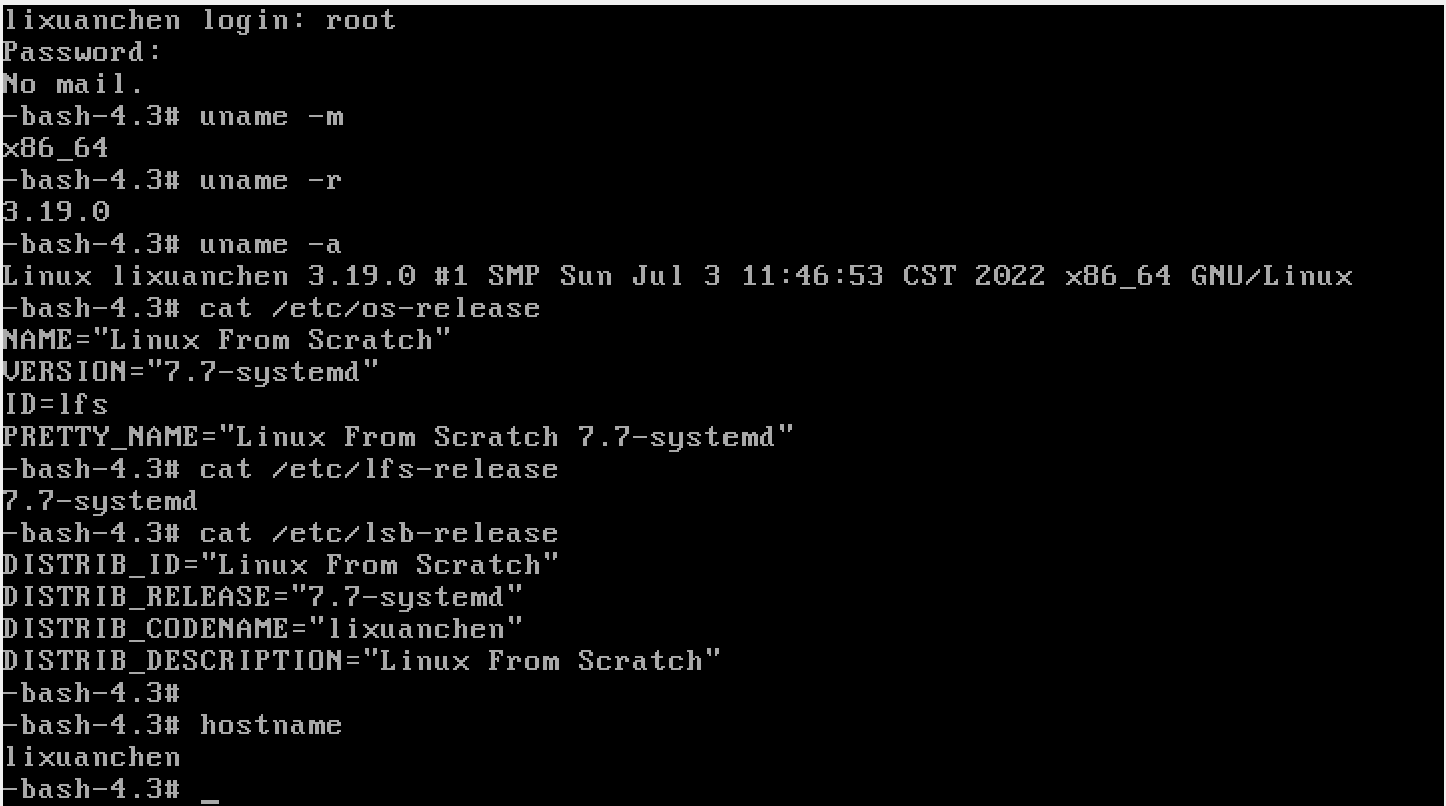 lixuanchen login: root
Password:
No mail.
-bash-4.3# uname -m
x86_64
-bash-4.3# uname -r
3.19.0
-bash-4.3# uname -a
Linux lixuanchen 3.19.0 #1 SMP Sun Jul 3 11:46:53 CST 2022 x86_64 GNU/Linux
-bash-4.3# cat /etc/os-release
NAME="Linux From Scratch"
VERSION="7.7-systemd"
ID=lfs
PRETTY_NAME="Linux From Scratch 7.7-systemd"
-bash-4.3# cat /etc/lfs-release
7.7-systemd
-bash-4.3# cat /etc/lsb-release
DISTRIB_ID="Linux From Scratch"
DISTRIB_RELEASE="7.7-systemd"
DISTRIB_CODENAME="lixuanchen"
DISTRIB_DESCRIPTION="Linux From Scratch"
-bash-4.3#
-bash-4.3# hostname
lixuanchen
-bash-4.3# _